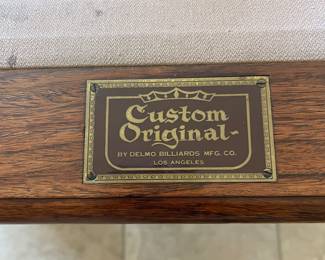 Custom
Original-
BY DELMO BILLIARDS MFG. CO.
LOS ANGELES